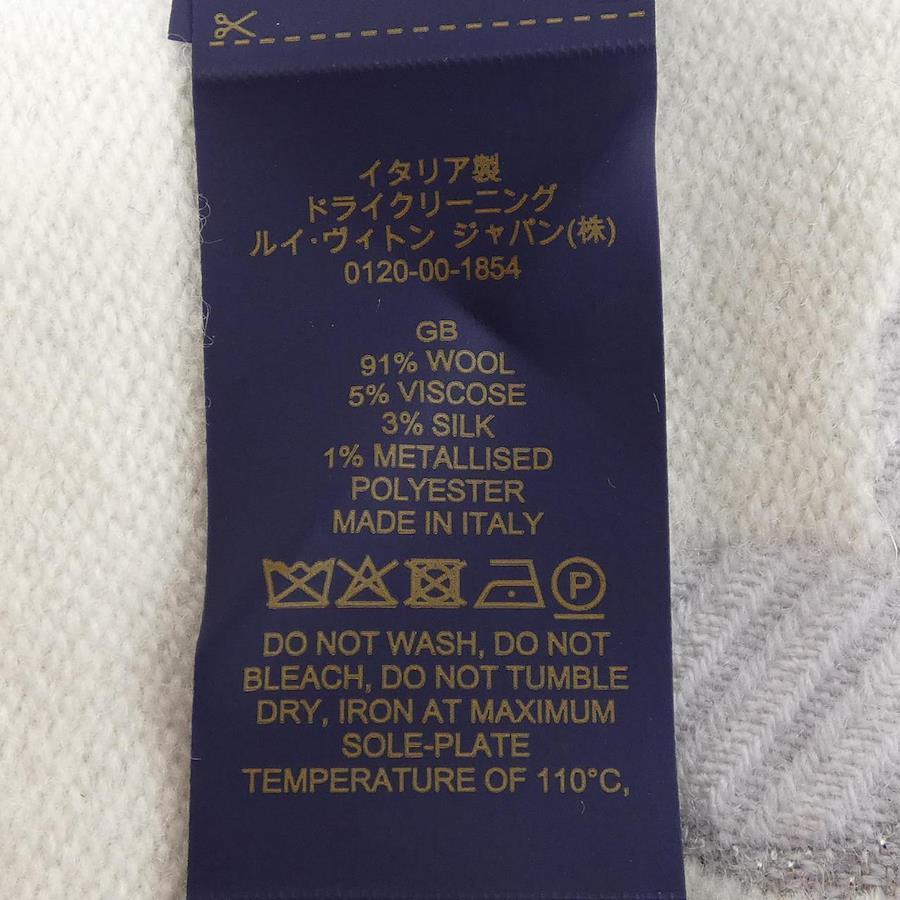 イタリア製
ドライクリーニング
ルイ·ヴィトン ジャパン(株)
0120-00-1854
GB
91% WOOL
5% VISCOSE
3% SILK
1% METALLISED
POLYESTER
MADE IN ITALY
P
DO NOT WASH, DO NOT
BLEACH, DO NOT TUMBLE
DRY, IRON AT MAXIMUM
SOLE-PLATE
TEMPERATURE OF 110°C,